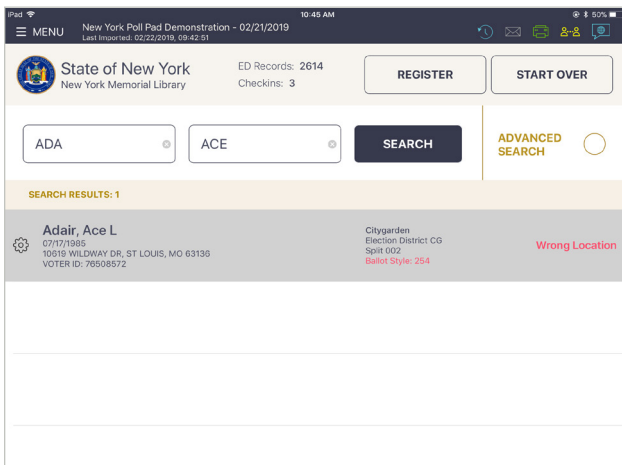 iPad 10:45 AM 50%
MENU New York Poll Pad Demonstration - 02/21/2019
Last Imported: 02/22/2019, 09:42:51
State of New York
New York Memorial Library
ED Records: 2614
Checkins: 3
REGISTER
START OVER
ADA
ACE
SEARCH
ADVANCED
SEARCH
SEARCH RESULTS: 1
Adair, Ace L
07/17/1985
10619 WILDWAY DR, ST LOUIS, MO 63136
VOTER ID: 76508572
Citygarden
Election District CG
Split 002
Ballot Style: 254
Wrong Location